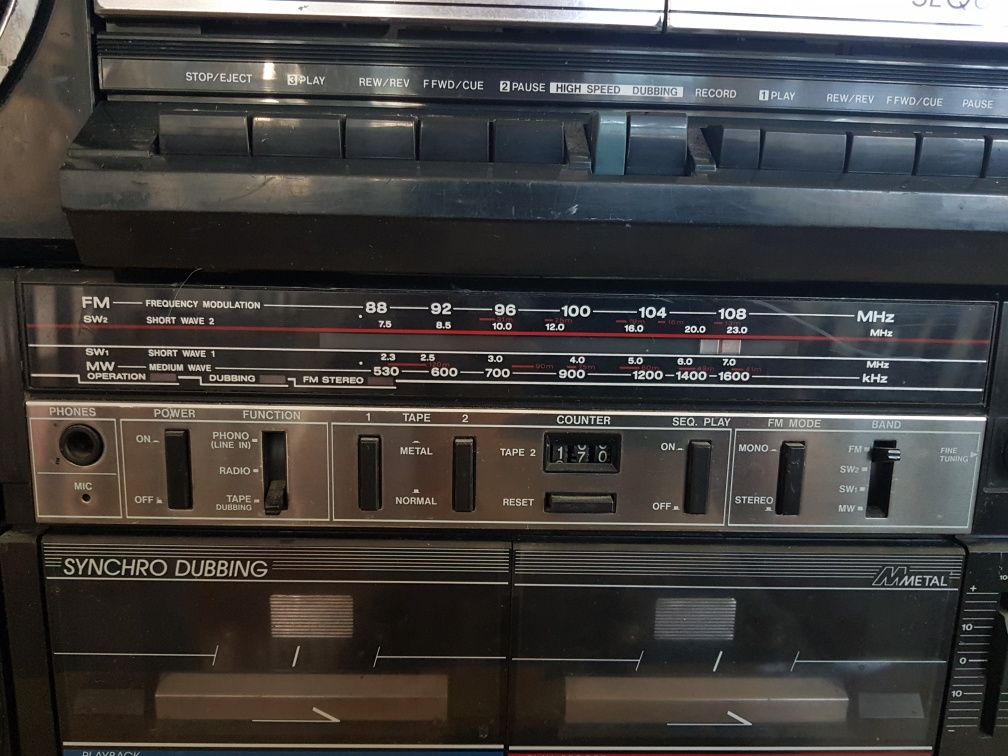 STOP/EJECT 3 PLAY REW/REV F FWD/CUE 2 PAUSE HIGH SPEED DUBBING RECORD 1 PLAY REW/REV F FWD/CUE PAUSE
FM FREQUENCY MODULATION 88 92 96 100 104 108 MHz
SW2 SHORT WAVE 2 7.5 8.5 10.0 12.0 16.0 20.0 23.0 MHz
SW1 SHORT WAVE 1 2.3 2.5 3.0 4.0 5.0 6.0 7.0 MHz
MW MEDIUM WAVE 530 600 700 900 1200 1400 1600 kHz
OPERATION DUBBING FM STEREO
PHONES POWER FUNCTION 1 TAPE 2 COUNTER SEQ. PLAY FM MODE BAND
ON PHONO (LINE IN) METAL TAPE 2 170 ON MONO FM FINE TUNING
RADIO SW2
MIC SW1
OFF TAPE DUBBING NORMAL RESET OFF STEREO MW
SYNCHRO DUBBING METAL
+
10
0
10
PLAYBACK